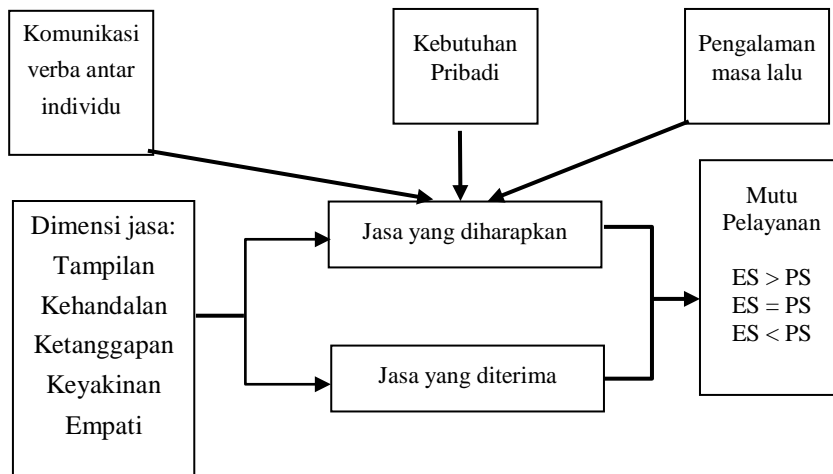 Komunikasi
verba antar
individu
Kebutuhan
Pribadi
Pengalaman
masa lalu
Dimensi jasa:
Tampilan
Kehandalan
Ketanggapan
Keyakinan
Empati
Jasa yang diharapkan
Jasa yang diterima
Mutu
Pelayanan
ES > PS
ES = PS
ES < PS